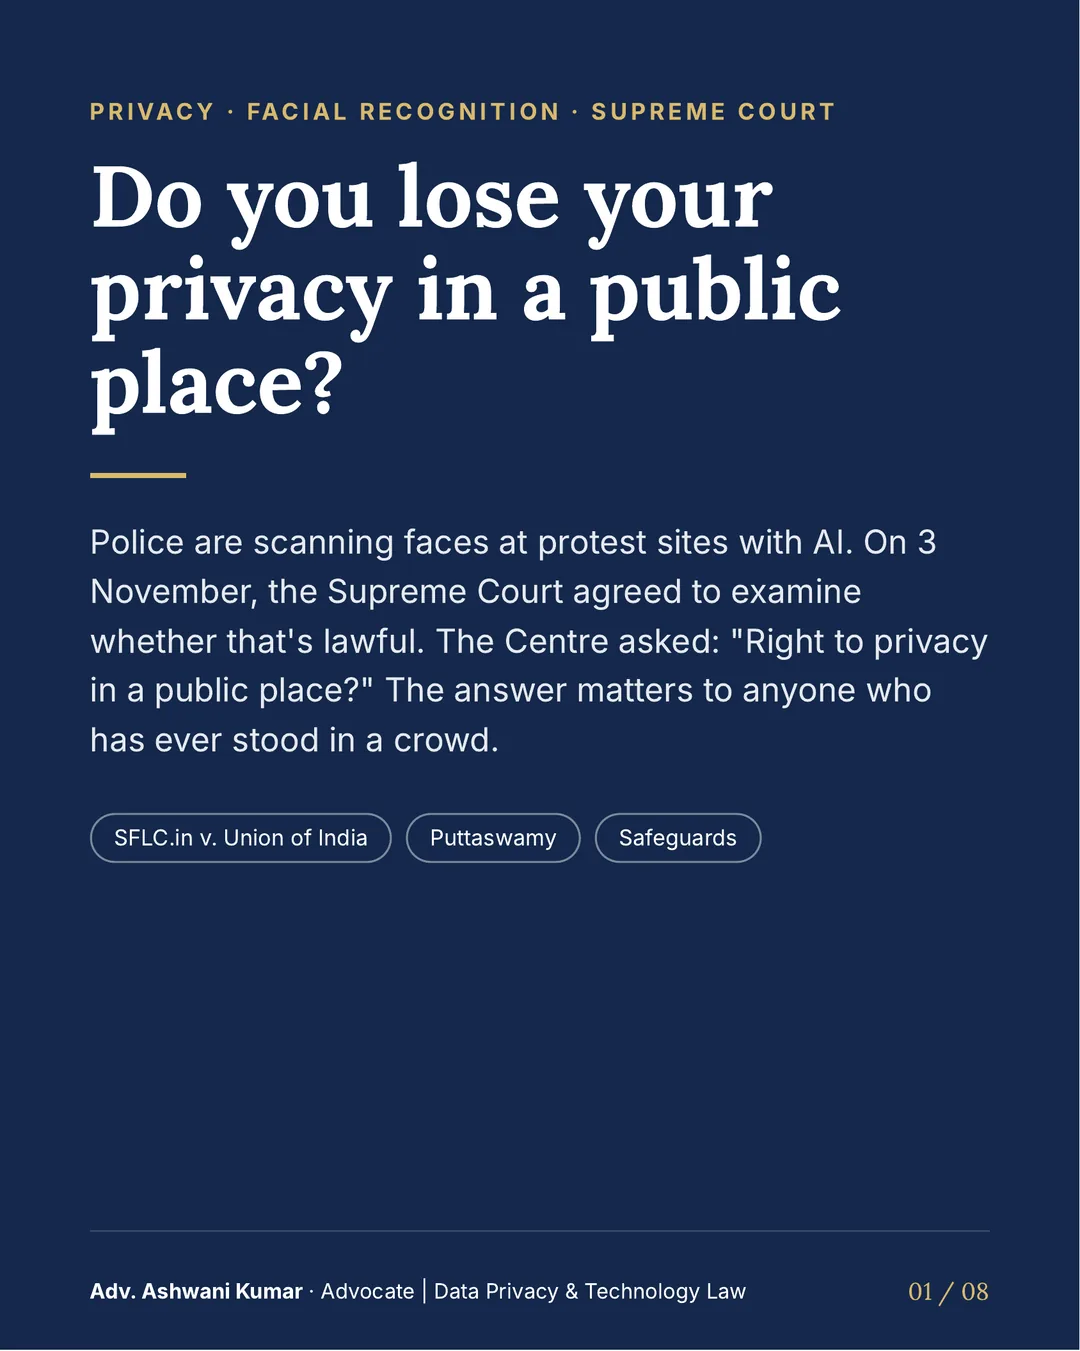 PRIVACY · FACIAL RECOGNITION · SUPREME COURT
Do you lose your
privacy in a public
place?
Police are scanning faces at protest sites with AI. On 3
November, the Supreme Court agreed to examine
whether that's lawful. The Centre asked: "Right to privacy
in a public place?" The answer matters to anyone who
has ever stood in a crowd.
SFLC.in v. Union of India
Puttaswamy
Safeguards
Adv. Ashwani Kumar · Advocate | Data Privacy & Technology Law
01 / 08